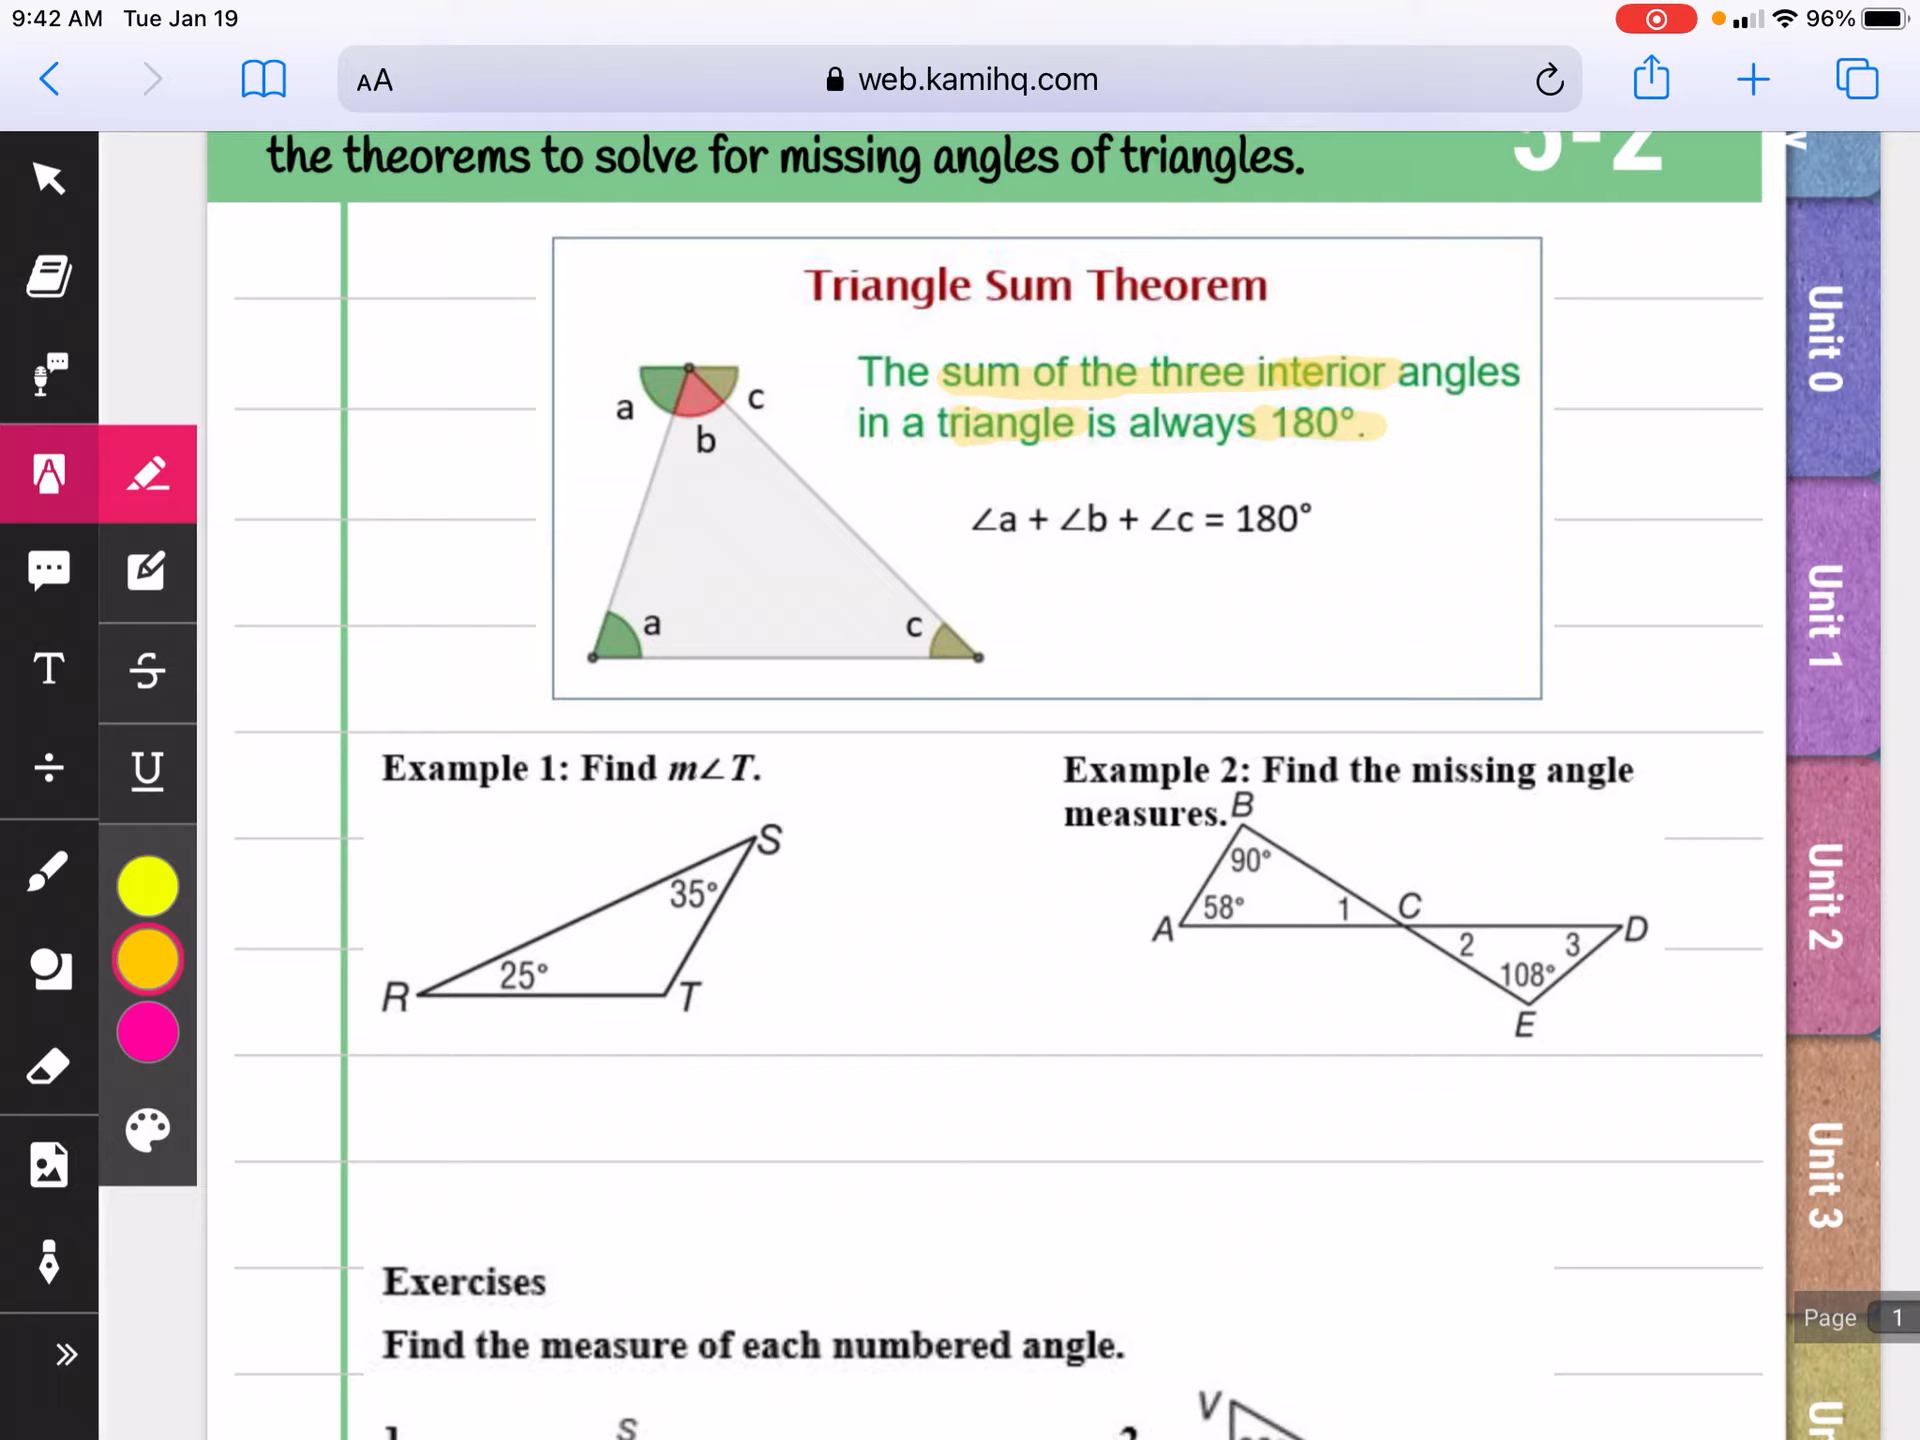 9:42 AM Tue Jan 19
96%
AA web.kamihq.com
the theorems to solve for missing angles of triangles.
5-2
Triangle Sum Theorem
The sum of the three interior angles
in a triangle is always 180°.
∠a + ∠b + ∠c = 180°
a
c
b
a
c
Example 1: Find m∠T.
S
35°
25°
R
T
Example 2: Find the missing angle
measures.
B
90°
58°
1
C
A
D
2
3
108°
E
Exercises
Find the measure of each numbered angle.
S
V
Unit 0
Unit 1
Unit 2
Unit 3
Page 1
T
S
U